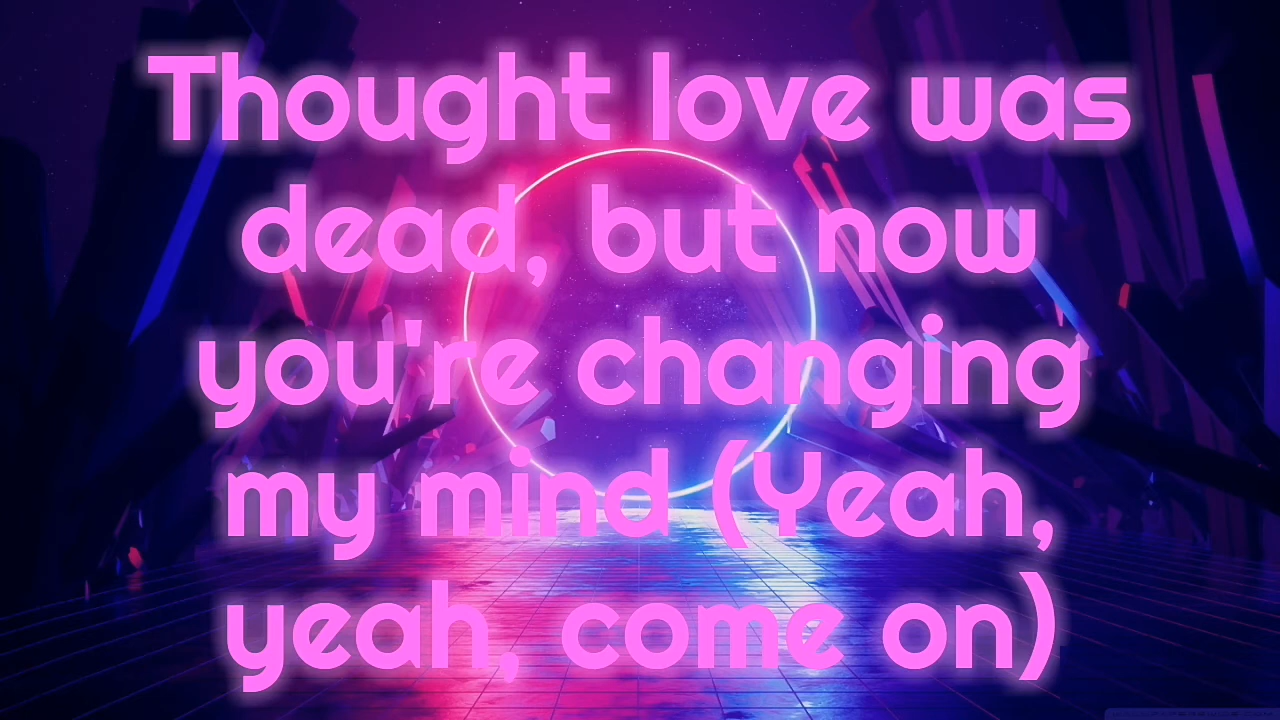 Thought love was
dead, but now
you're changing
my mind (Yeah,
yeah, come on)